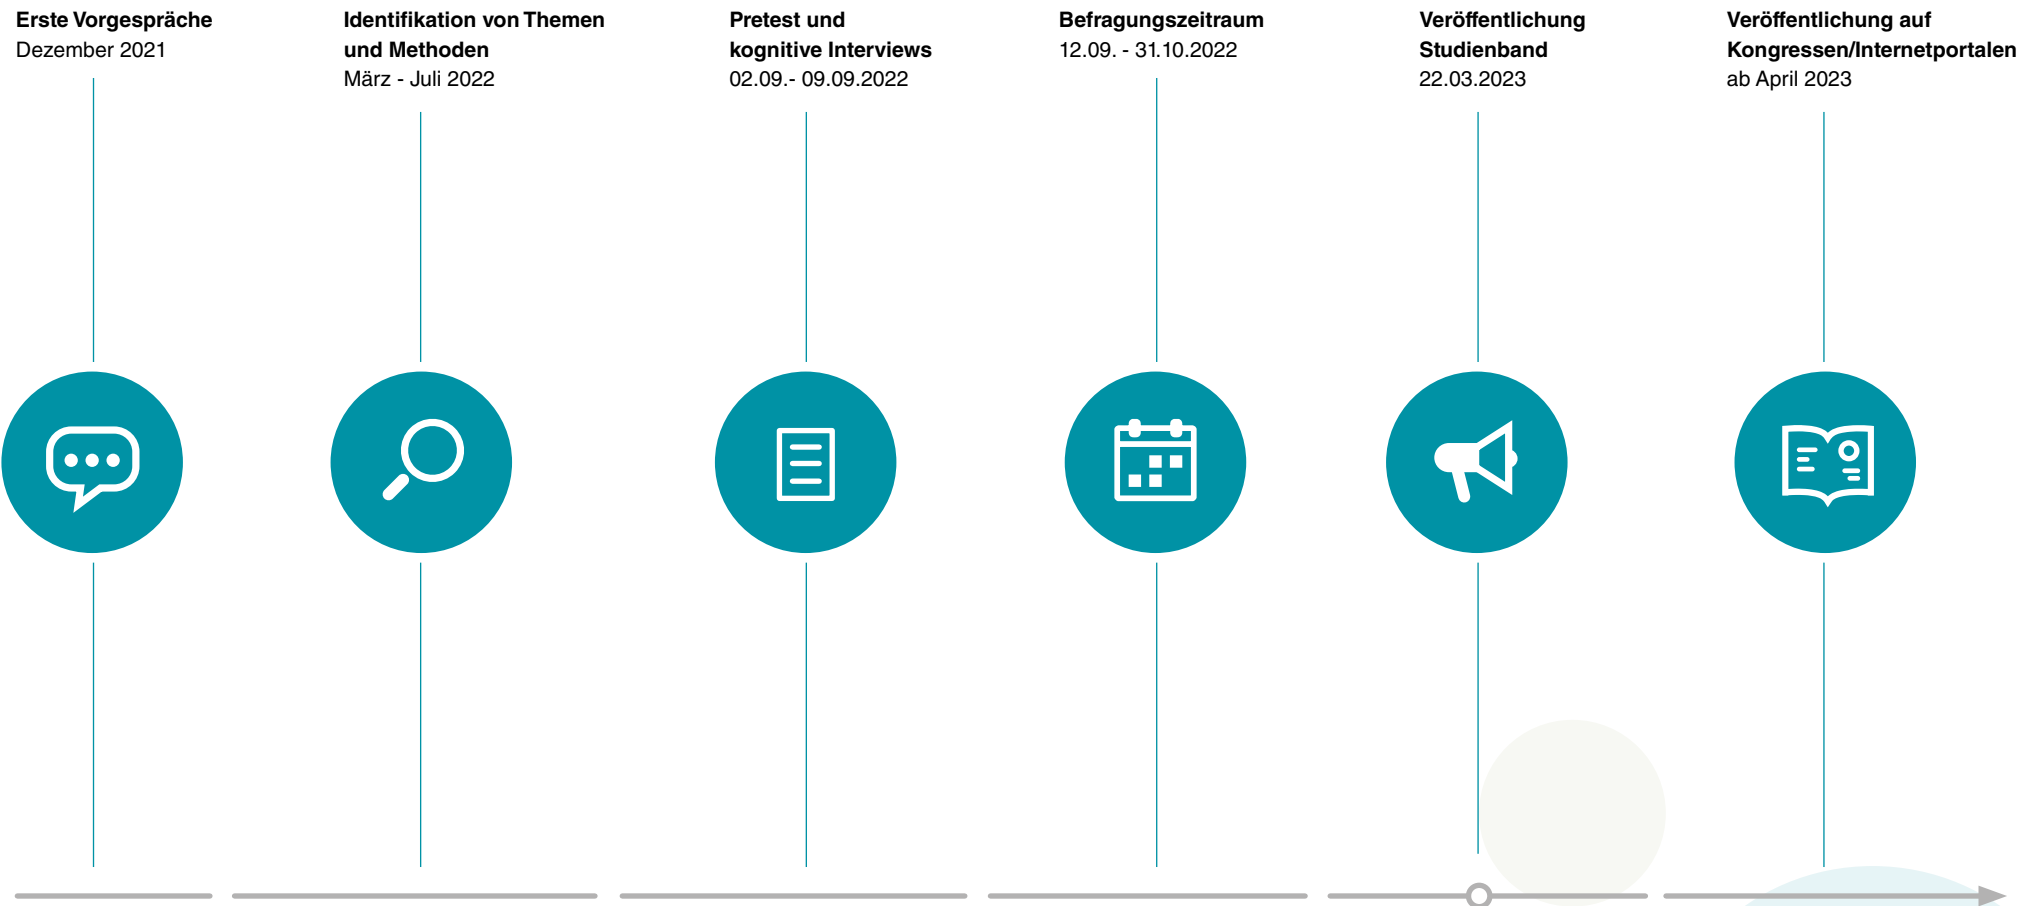 Erste Vorgespräche
Dezember 2021
Identifikation von Themen
und Methoden
März - Juli 2022
Pretest und
kognitive Interviews
02.09.- 09.09.2022
Befragungszeitraum
12.09. - 31.10.2022
Veröffentlichung
Studienband
22.03.2023
Veröffentlichung auf
Kongressen/Internetportalen
ab April 2023